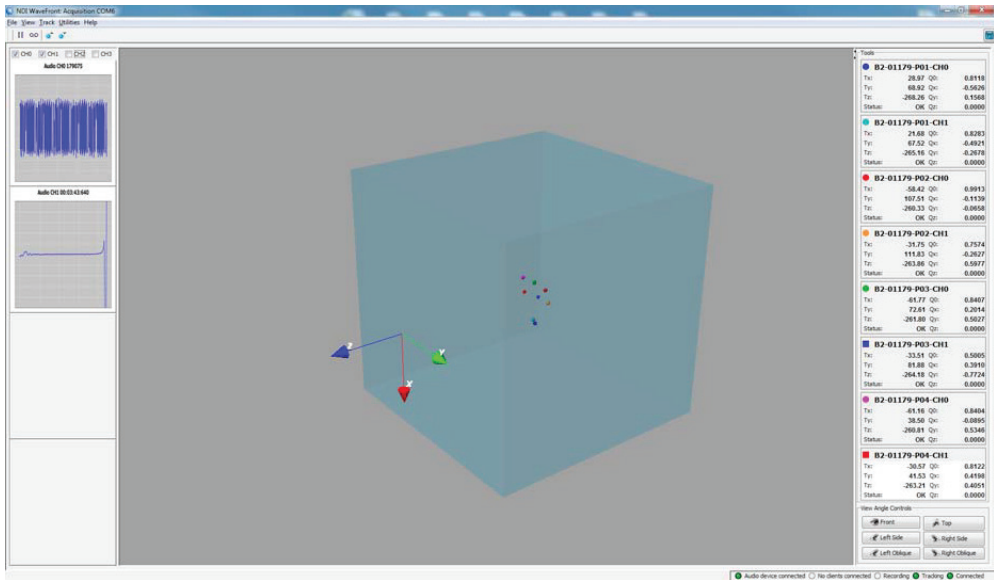 NDI WaveFront: Acquisition COM6
File View Track Utilities Help
CH0 CH1 CH2 CH3
Audio CH0 179075
Audio CH1 00:03:43:640
Z
Y
X
Tools
B2-01179-P01-CH0
Tx: 28.97 Q0: 0.8118
Ty: 68.92 Qx: -0.5626
Tz: -268.26 Qy: 0.1568
Status: OK Qz: 0.0000
B2-01179-P01-CH1
Tx: 21.68 Q0: 0.8283
Ty: 67.52 Qx: -0.4921
Tz: -265.16 Qy: -0.2678
Status: OK Qz: 0.0000
B2-01179-P02-CH0
Tx: -58.42 Q0: 0.9913
Ty: 107.51 Qx: -0.1139
Tz: -260.33 Qy: -0.0658
Status: OK Qz: 0.0000
B2-01179-P02-CH1
Tx: -31.75 Q0: 0.7574
Ty: 111.83 Qx: -0.2627
Tz: -263.86 Qy: 0.5977
Status: OK Qz: 0.0000
B2-01179-P03-CH0
Tx: -61.77 Q0: 0.8407
Ty: 72.61 Qx: 0.2014
Tz: -261.80 Qy: 0.5027
Status: OK Qz: 0.0000
B2-01179-P03-CH1
Tx: -33.51 Q0: 0.5005
Ty: 81.88 Qx: 0.3910
Tz: -264.18 Qy: -0.7724
Status: OK Qz: 0.0000
B2-01179-P04-CH0
Tx: -61.16 Q0: 0.8404
Ty: 38.50 Qx: -0.0895
Tz: -260.81 Qy: 0.5346
Status: OK Qz: 0.0000
B2-01179-P04-CH1
Tx: -30.57 Q0: 0.8122
Ty: 41.53 Qx: 0.4198
Tz: -263.21 Qy: 0.4051
Status: OK Qz: 0.0000
View Angle Controls
Front Top
Left Side Right Side
Left Oblique Right Oblique
Audio device connected No clients connected Recording Tracking Connected